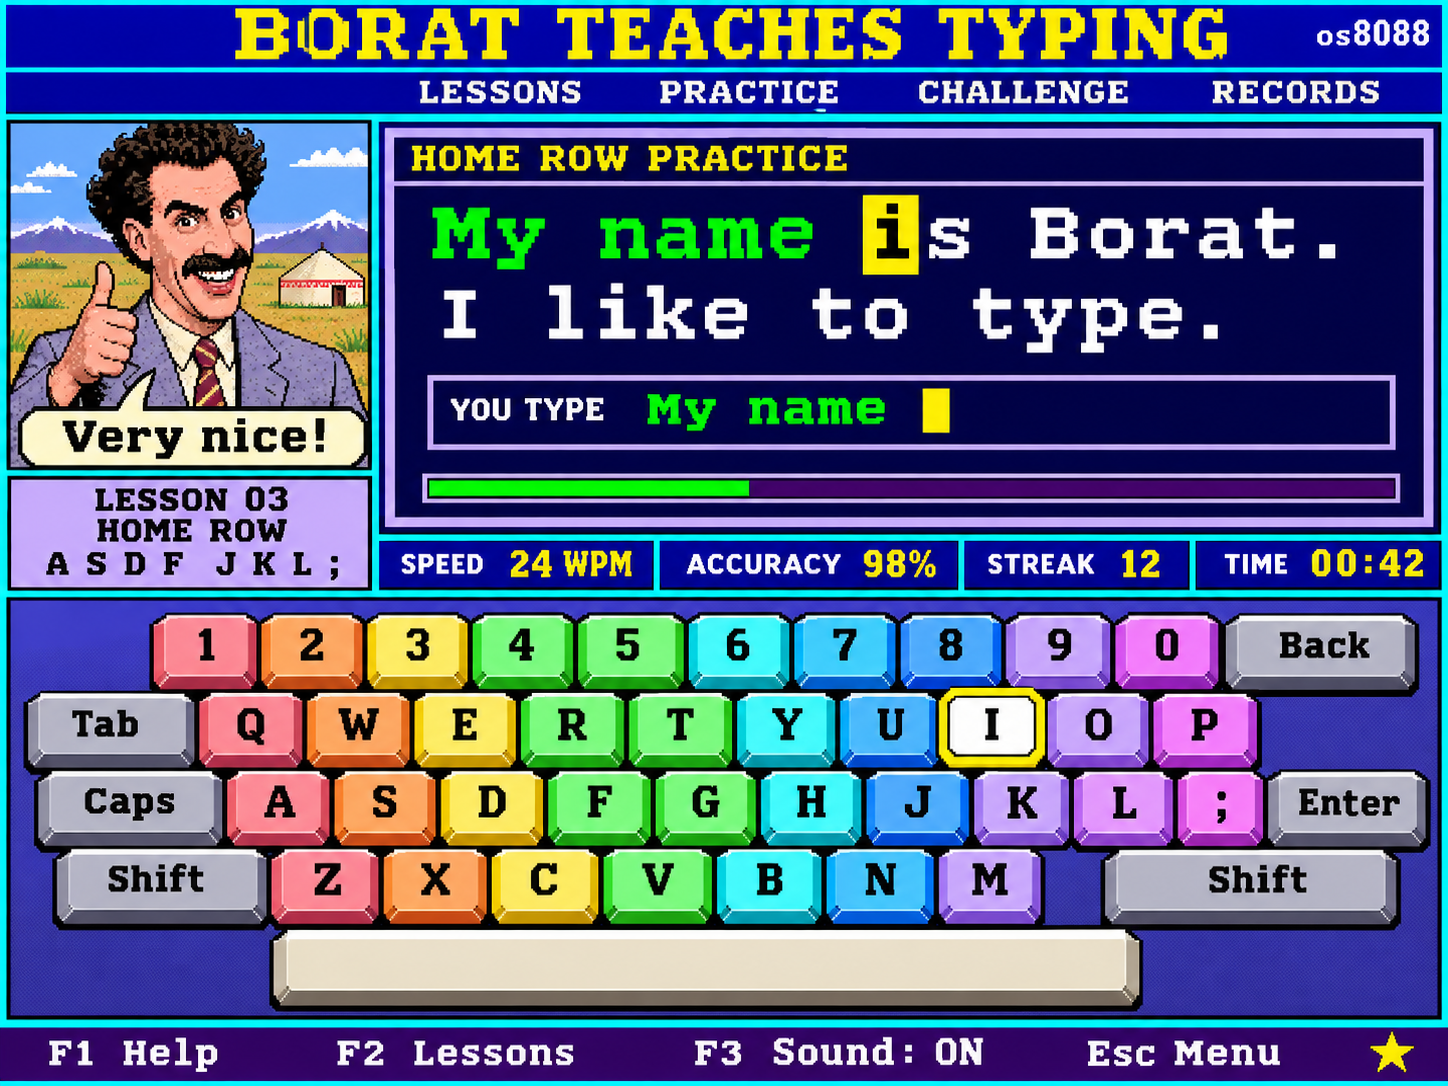 BORAT TEACHES TYPING os8088
LESSONS PRACTICE CHALLENGE RECORDS
HOME ROW PRACTICE
My name is Borat.
I like to type.
YOU TYPE My name
Very nice!
LESSON 03
HOME ROW
A S D F J K L ;
SPEED 24 WPM ACCURACY 98% STREAK 12 TIME 00:42
1 2 3 4 5 6 7 8 9 0 Back
Tab Q W E R T Y U I O P
Caps A S D F G H J K L ; Enter
Shift Z X C V B N M Shift
F1 Help F2 Lessons F3 Sound: ON Esc Menu